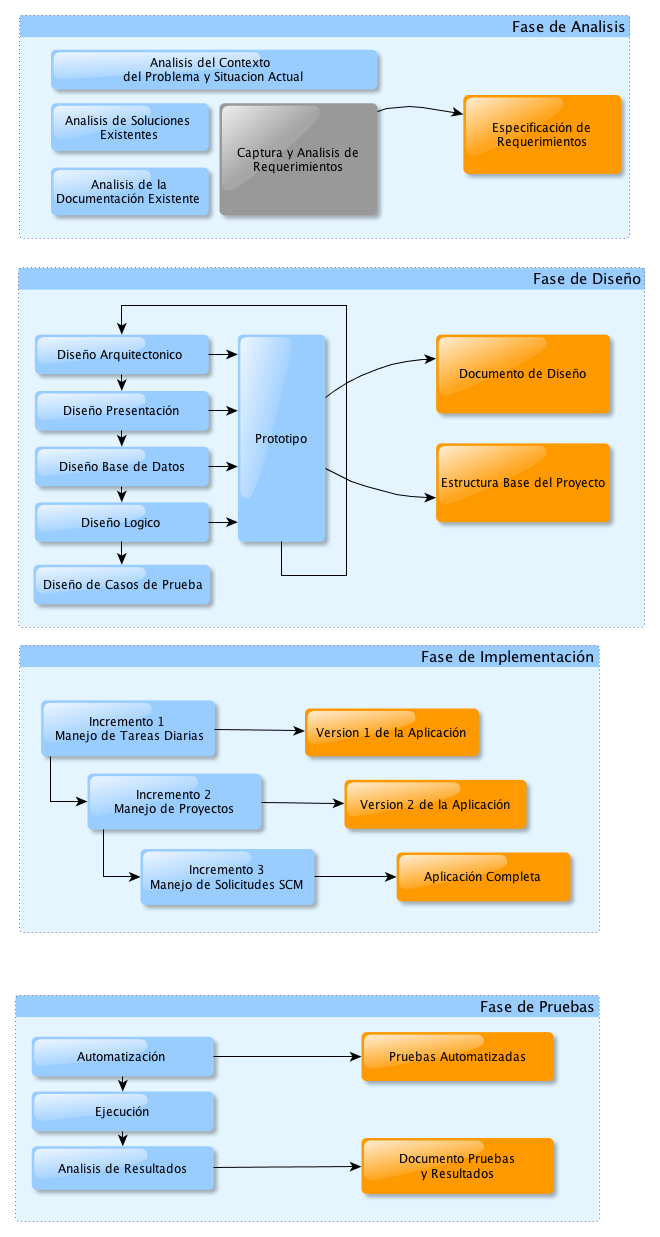 Fase de Analisis
Analisis del Contexto
del Problema y Situacion Actual
Analisis de Soluciones
Existentes
Captura y Analisis de
Requerimientos
Especificación de
Requerimientos
Analisis de la
Documentación Existente
Fase de Diseño
Diseño Arquitectonico
Diseño Presentación
Diseño Base de Datos
Diseño Logico
Diseño de Casos de Prueba
Prototipo
Documento de Diseño
Estructura Base del Proyecto
Fase de Implementación
Incremento 1
Manejo de Tareas Diarias
Version 1 de la Aplicación
Incremento 2
Manejo de Proyectos
Version 2 de la Aplicación
Incremento 3
Manejo de Solicitudes SCM
Aplicación Completa
Fase de Pruebas
Automatización
Pruebas Automatizadas
Ejecución
Analisis de Resultados
Documento Pruebas
y Resultados